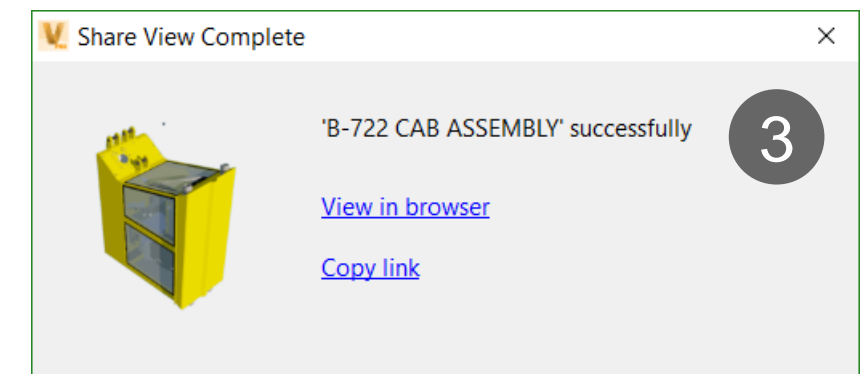 Share View Complete
'B-722 CAB ASSEMBLY' successfully
3
View in browser
Copy link